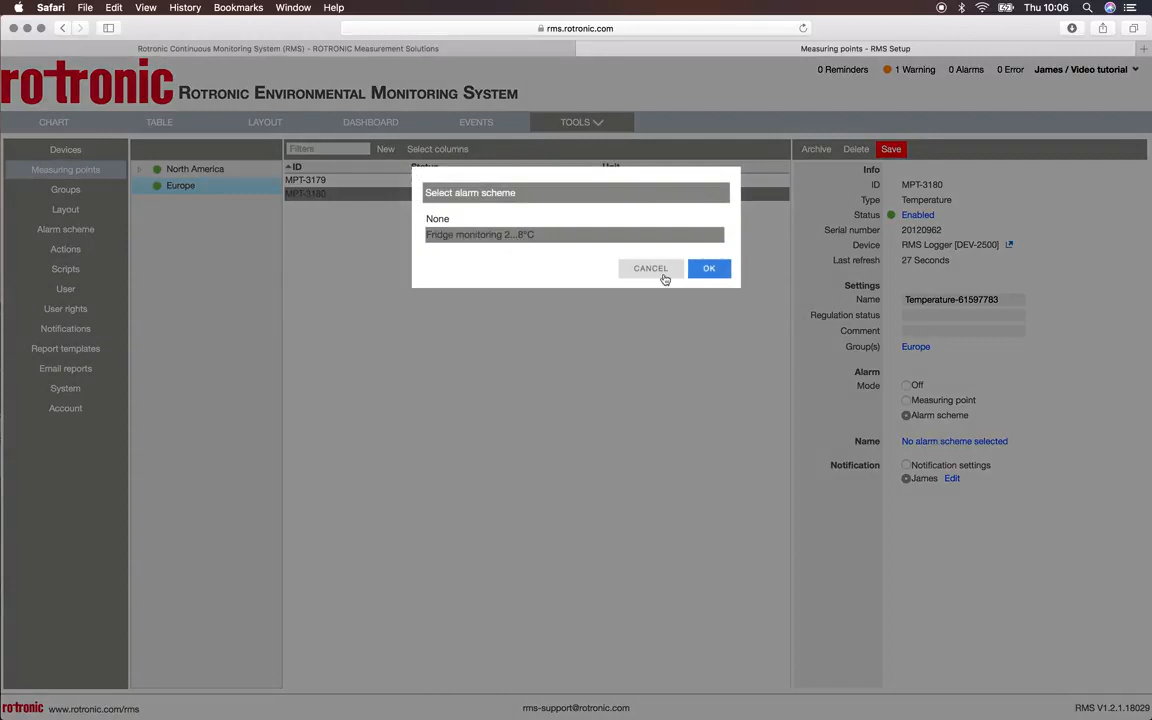 Safari File Edit View History Bookmarks Window Help Thu 10:06
rms.rotronic.com
Rotronic Continuous Monitoring System (RMS) - ROTRONIC Measurement Solutions Measuring points - RMS Setup
rotronic ROTRONIC ENVIRONMENTAL MONITORING SYSTEM
0 Reminders 1 Warning 0 Alarms 0 Error James / Video tutorial
CHART TABLE LAYOUT DASHBOARD EVENTS TOOLS
Devices
Measuring points
Groups
Layout
Alarm scheme
Actions
Scripts
User
User rights
Notifications
Report templates
Email reports
System
Account
North America
Europe
Filters New Select columns
ID Status Unit
MPT-3179
MPT-3180
Select alarm scheme
None
Fridge monitoring 2...8°C
CANCEL OK
Archive Delete Save
Info
ID MPT-3180
Type Temperature
Status Enabled
Serial number 20120962
Device RMS Logger [DEV-2500]
Last refresh 27 Seconds
Settings
Name Temperature-61597783
Regulation status
Comment
Group(s) Europe
Alarm
Mode Off
Measuring point
Alarm scheme
Name No alarm scheme selected
Notification Notification settings
James Edit
rotronic www.rotronic.com/rms rms-support@rotronic.com RMS V1.2.1.18029